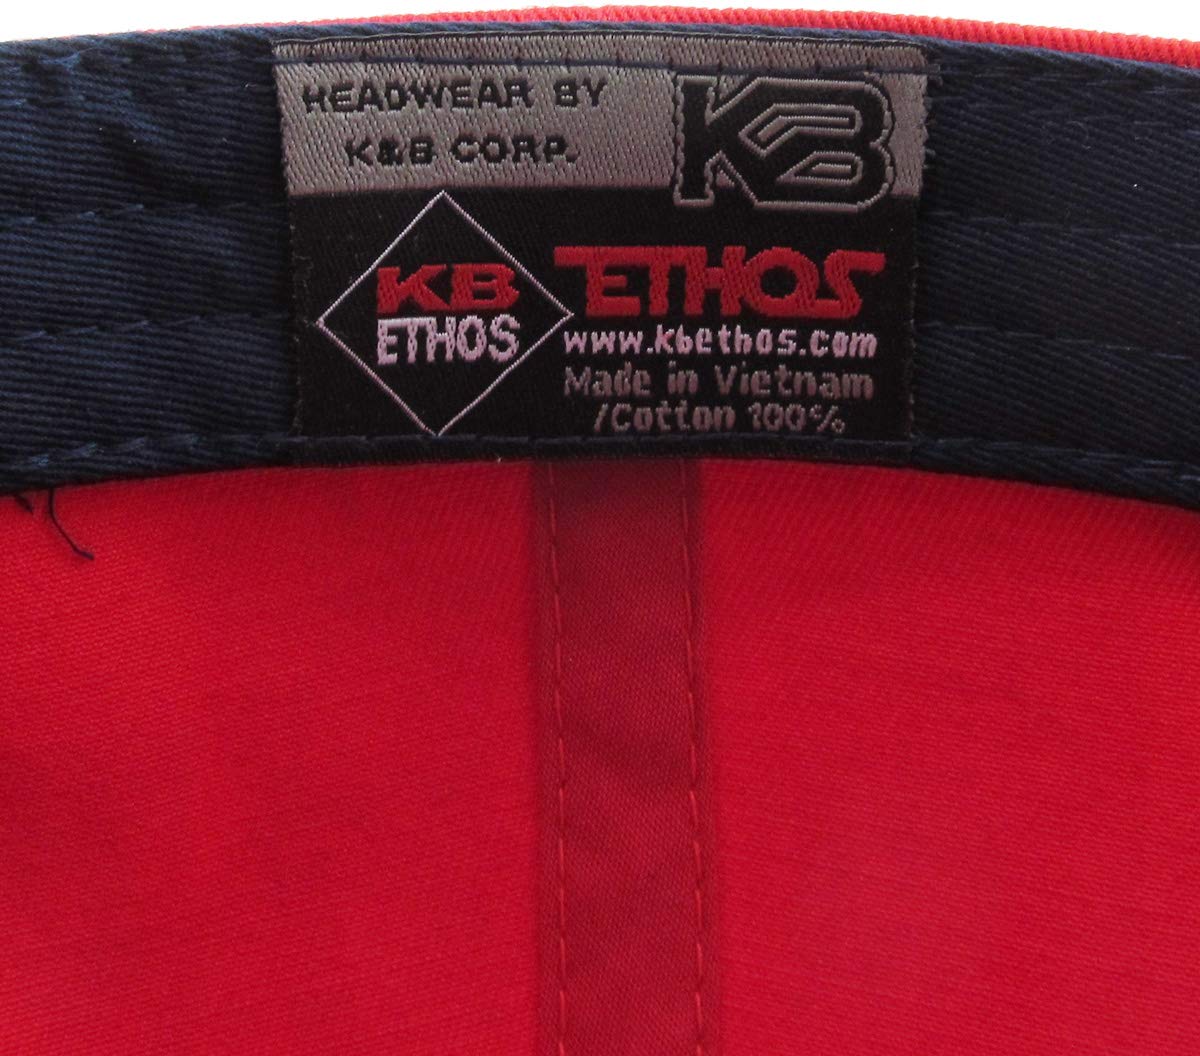 HEADWEAR BY
K&B CORP.
KB
KB
ETHOS
ETHOS
www.kbethos.com
Made in Vietnam
/Cotton 100%